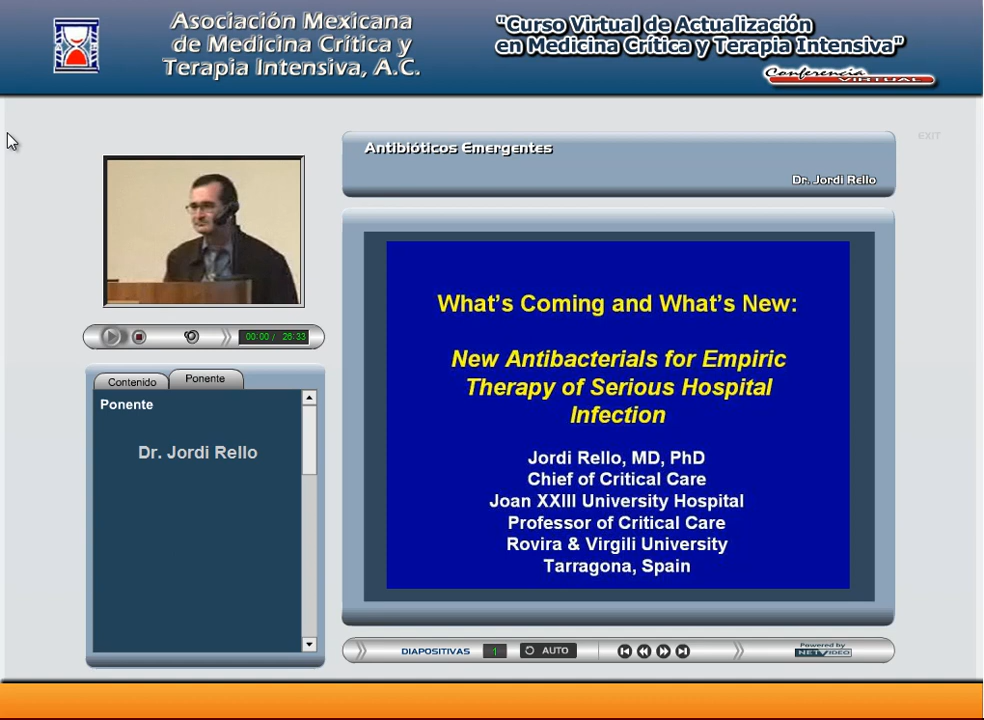 Asociación Mexicana
de Medicina Crítica y
Terapia Intensiva, A.C.
"Curso Virtual de Actualización
en Medicina Crítica y Terapia Intensiva"
Conferencia
VIRTUAL
EXIT
Antibióticos Emergentes
Dr. Jordi Rello
00:00 / 26:33
Contenido
Ponente
Ponente
Dr. Jordi Rello
What's Coming and What's New:
New Antibacterials for Empiric
Therapy of Serious Hospital
Infection
Jordi Rello, MD, PhD
Chief of Critical Care
Joan XXIII University Hospital
Professor of Critical Care
Rovira & Virgili University
Tarragona, Spain
DIAPOSITIVAS
1
AUTO
Powered by
NETVIDEO